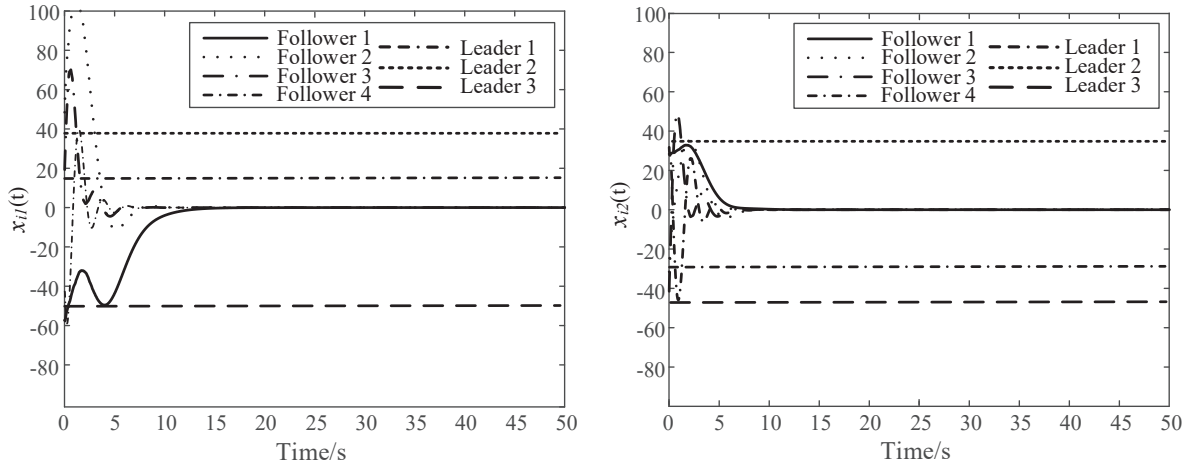 100
80
60
40
20
0
-20
-40
-60
-80
x_{i1}(t)
Follower 1
Follower 2
Follower 3
Follower 4
Leader 1
Leader 2
Leader 3
0 5 10 15 20 25 30 35 40 45 50
Time/s
100
80
60
40
20
0
-20
-40
-60
-80
x_{i2}(t)
Follower 1
Follower 2
Follower 3
Follower 4
Leader 1
Leader 2
Leader 3
0 5 10 15 20 25 30 35 40 45 50
Time/s